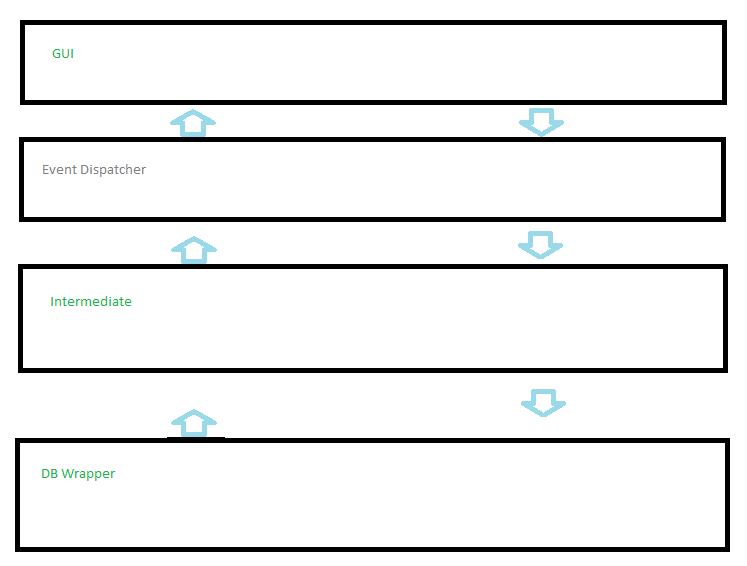 GUI
Event Dispatcher
Intermediate
DB Wrapper